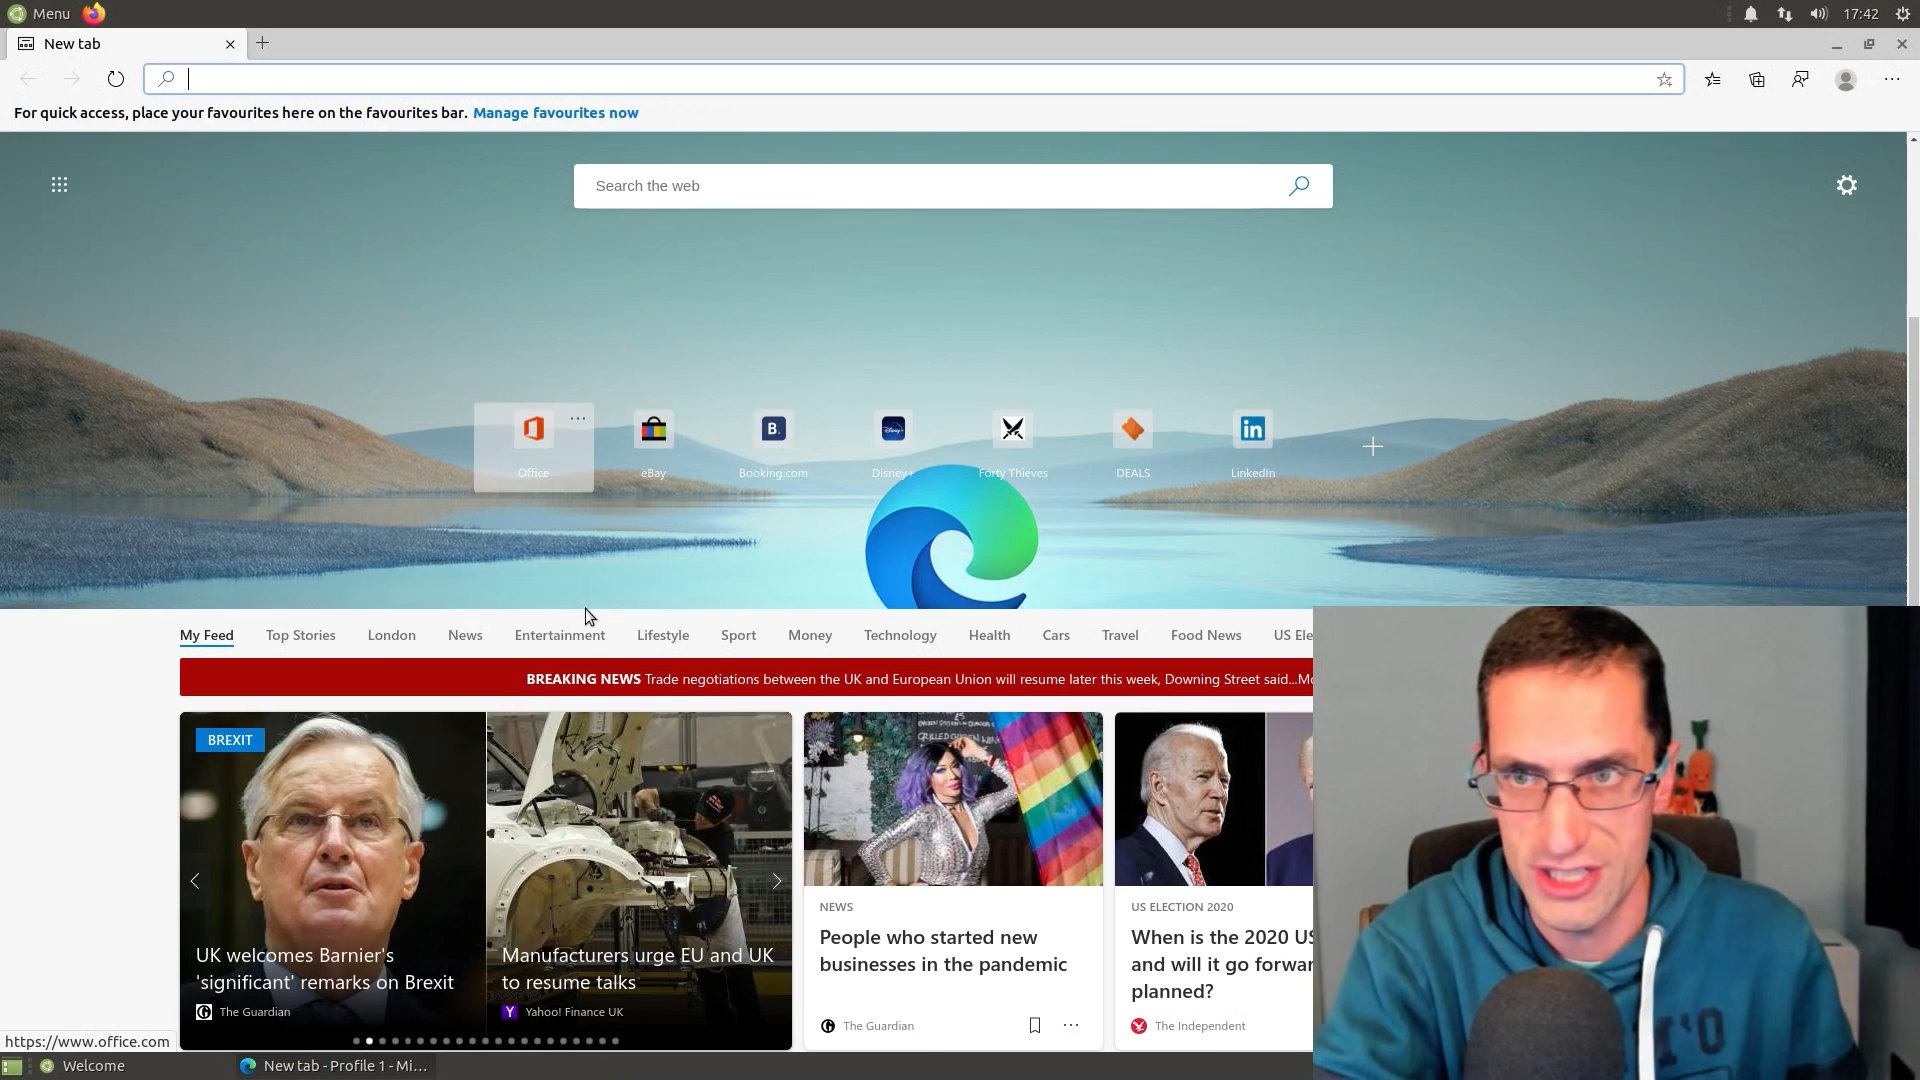 Menu
17:42
New tab
For quick access, place your favourites here on the favourites bar. Manage favourites now
Search the web
B.
Disney+
in
Office
eBay
Booking.com
Disney+
Forty Thieves
DEALS
LinkedIn
My Feed
Top Stories
London
News
Entertainment
Lifestyle
Sport
Money
Technology
Health
Cars
Travel
Food News
US Ele
BREAKING NEWS Trade negotiations between the UK and European Union will resume later this week, Downing Street said...Mo
BREXIT
UK welcomes Barnier's
'significant' remarks on Brexit
The Guardian
Manufacturers urge EU and UK
to resume talks
Y
Yahoo! Finance UK
NEWS
People who started new
businesses in the pandemic
The Guardian
US ELECTION 2020
When is the 2020 US
and will it go forwar
planned?
The Independent
https://www.office.com
Welcome
New tab - Profile 1 - Mi...